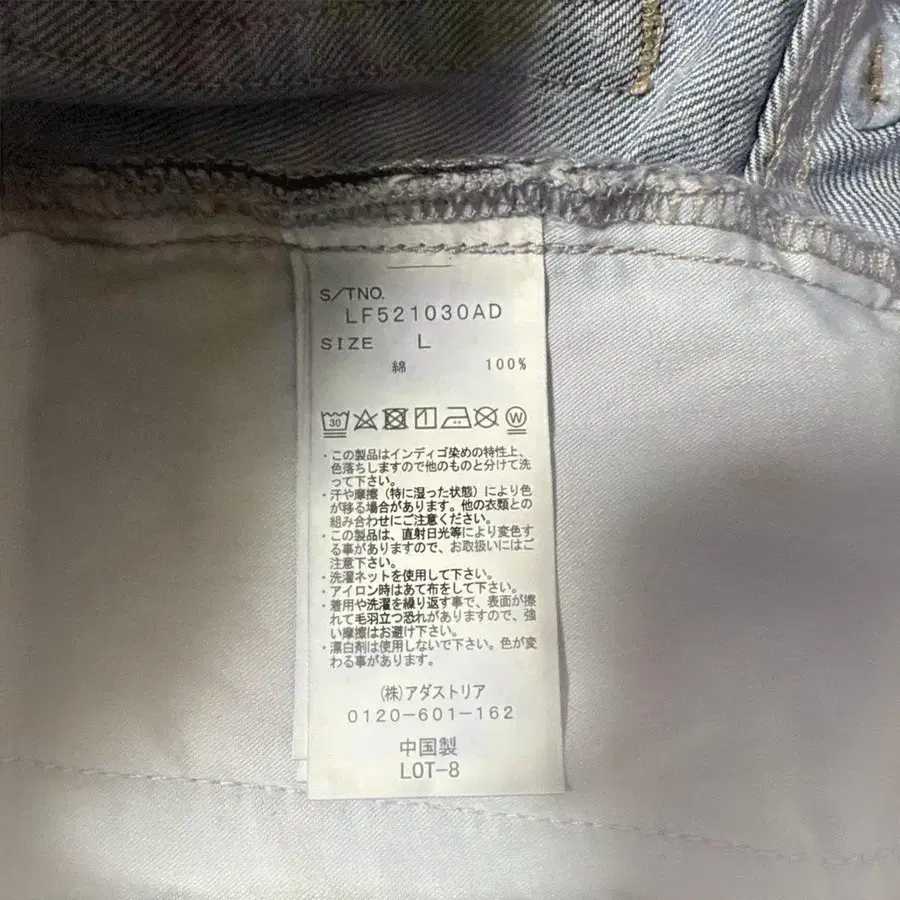 S/TNO.
LF521030AD
SIZE L
綿 100%
30 W
・この製品はインディゴ染めの特性上、
色落ちしますので他のものと分けて洗
って下さい。
・汗や摩擦（特に湿った状態）により色
が移る場合があります。他の衣類との
組み合わせにご注意ください。
・この製品は、直射日光等により変色す
る事がありますので、お取扱いにはご
注意下さい。
・洗濯ネットを使用して下さい。
・アイロン時はあて布をして下さい。
・着用や洗濯を繰り返す事で、表面が擦
れて毛羽立つ恐れがありますので、強
い摩擦はお避け下さい。
・漂白剤は使用しないで下さい。色が変
わる事があります。
(株)アダストリア
0120-601-162
中国製
LOT-8